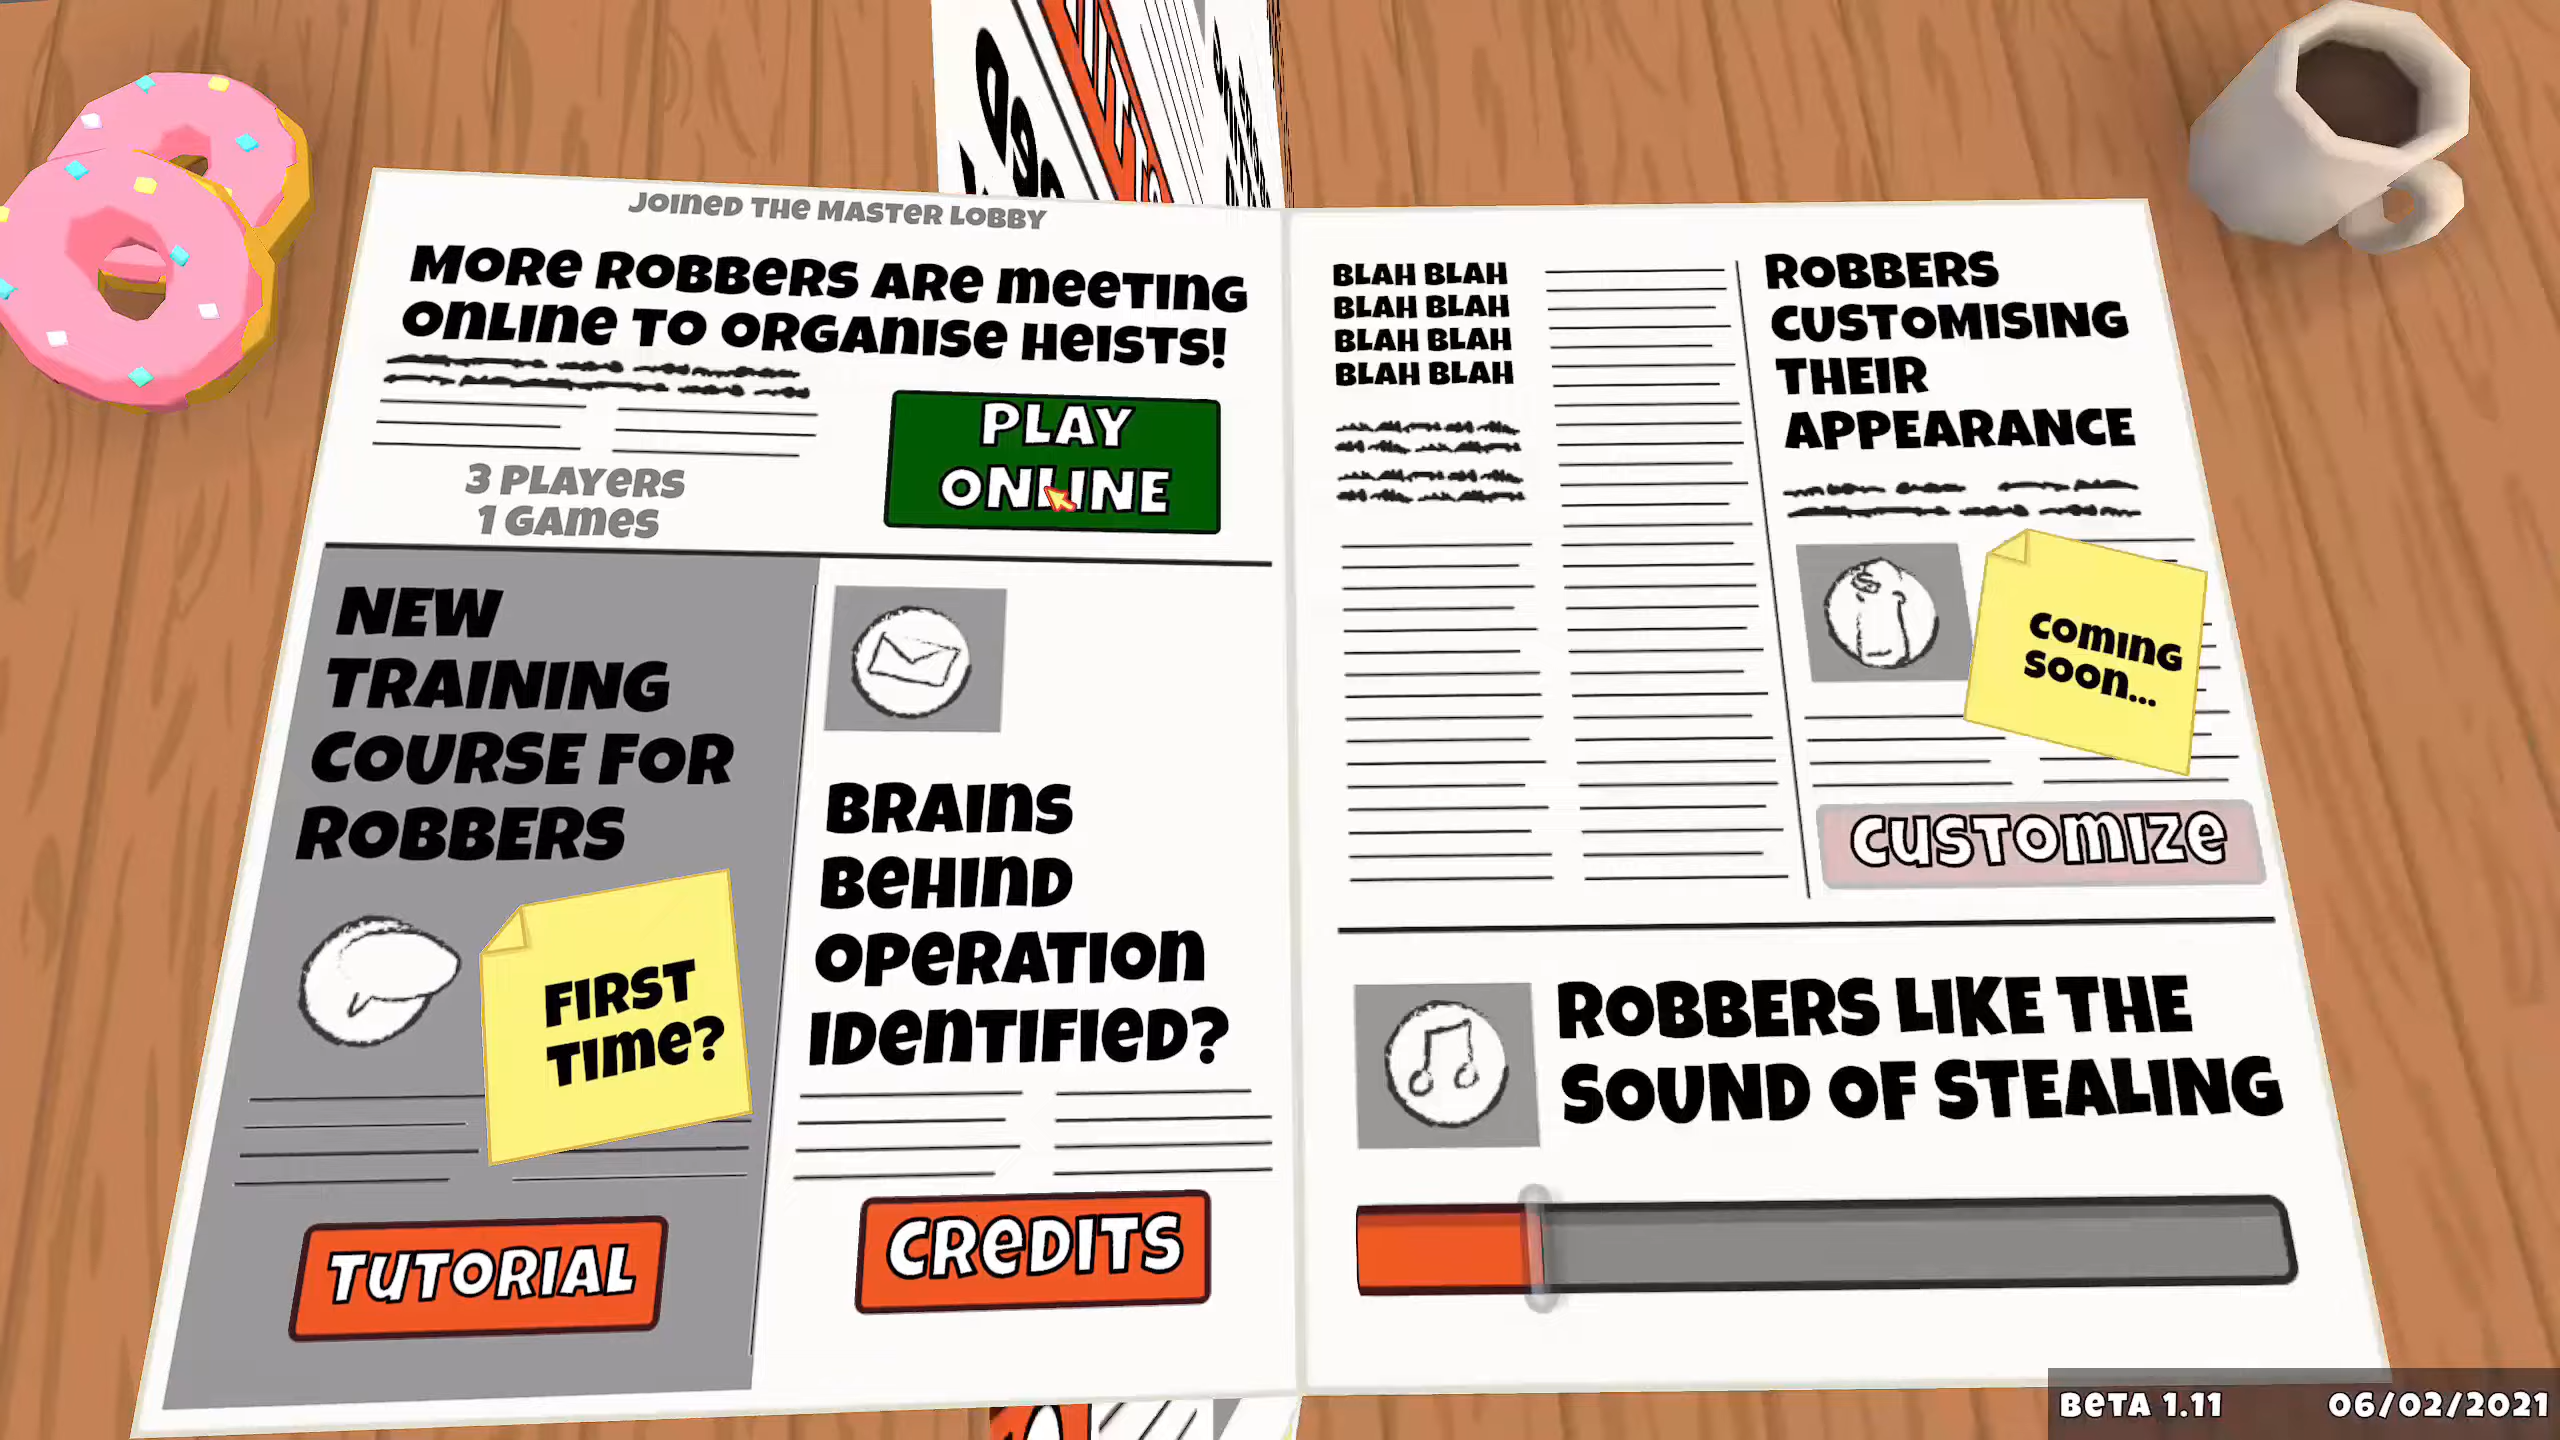 Joined the master lobby
More robbers are meeting
online to organise heists!
PLAY
ONLINE
3 players
1 games
NEW
TRAINING
COURSE FOR
ROBBERS
FIRST
TIME?
TUTORIAL
Brains
behind
operation
identified?
CREDITS
BLAH BLAH
BLAH BLAH
BLAH BLAH
BLAH BLAH
ROBBERS
CUSTOMISING
THEIR
APPEARANCE
Coming
soon...
Customize
ROBBERS LIKE THE
SOUND OF STEALING
Beta 1.11
06/02/2021